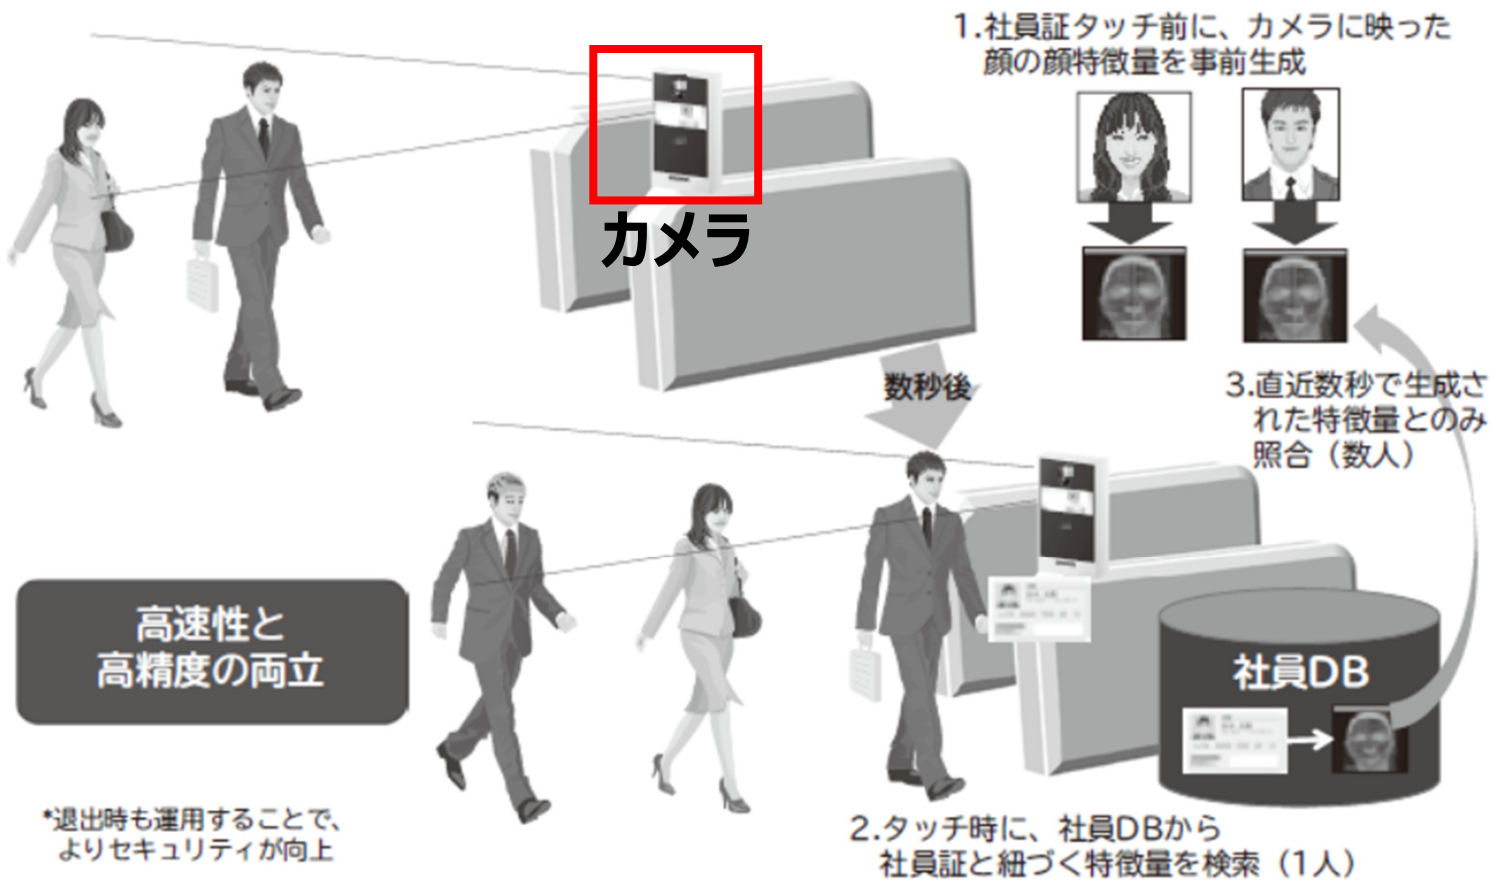 1.社員証タッチ前に、カメラに映った
顔の顔特徴量を事前生成
カメラ
数秒後
3.直近数秒で生成さ
れた特徴量とのみ
照合（数人）
高速性と
高精度の両立
社員DB
*退出時も運用することで、
よりセキュリティが向上
2.タッチ時に、社員DBから
社員証と紐づく特徴量を検索（1人）